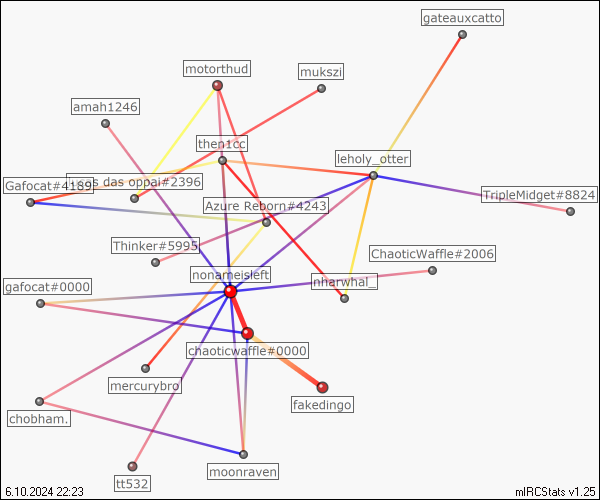 gateauxcatto
motorthud
mukszi
amah1246
then1cc
leholy_otter
Gafocat#4189
das oppai#2396
TripleMidget#8824
Azure Reborn#4243
Thinker#5995
ChaoticWaffle#2006
nonameisleft
nharwhal_
gafocat#0000
chaoticwaffle#0000
mercurybro
fakedingo
chobham.
moonraven
tt532
6.10.2024 22:23
mIRCStats v1.25